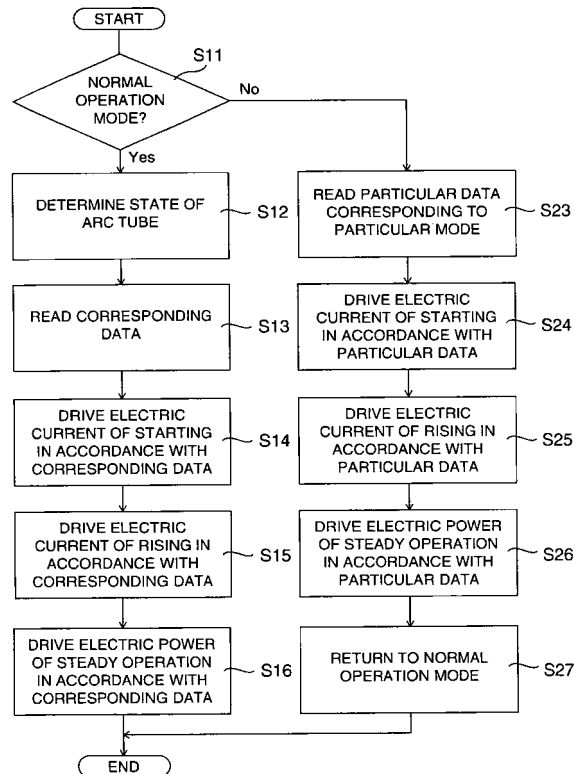 START
S11
NORMAL
OPERATION
MODE?
No
Yes
DETERMINE STATE OF
ARC TUBE
S12
READ CORRESPONDING
DATA
S13
DRIVE ELECTRIC
CURRENT OF STARTING
IN ACCORDANCE WITH
CORRESPONDING DATA
S14
DRIVE ELECTRIC
CURRENT OF RISING IN
ACCORDANCE WITH
CORRESPONDING DATA
S15
DRIVE ELECTRIC POWER
OF STEADY OPERATION
IN ACCORDANCE WITH
CORRESPONDING DATA
S16
READ PARTICULAR DATA
CORRESPONDING TO
PARTICULAR MODE
S23
DRIVE ELECTRIC
CURRENT OF STARTING
IN ACCORDANCE WITH
PARTICULAR DATA
S24
DRIVE ELECTRIC
CURRENT OF RISING IN
ACCORDANCE WITH
PARTICULAR DATA
S25
DRIVE ELECTRIC POWER
OF STEADY OPERATION
IN ACCORDANCE WITH
PARTICULAR DATA
S26
RETURN TO NORMAL
OPERATION MODE
S27
END